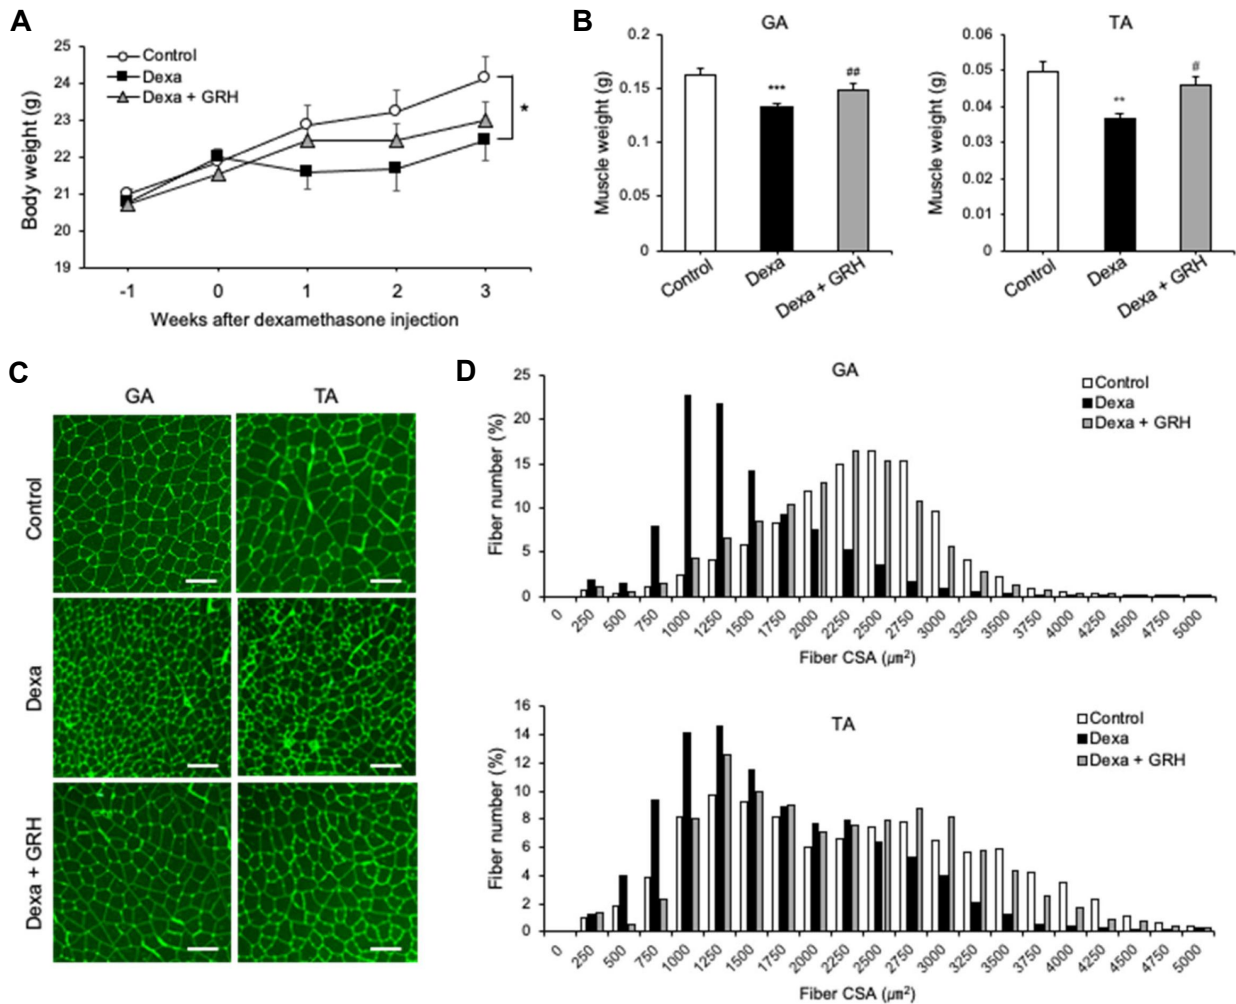 A
25
24
23
22
21
20
19
Body weight (g)
Control
Dexa
Dexa + GRH
*
-1 0 1 2 3
Weeks after dexamethasone injection
B
GA
0.2
0.15
0.1
0.05
0
Muscle weight (g)
***
##
Control Dexa Dexa + GRH
TA
0.06
0.05
0.04
0.03
0.02
0.01
0
Muscle weight (g)
**
#
Control Dexa Dexa + GRH
C
GA TA
Control
Dexa
Dexa + GRH
D
GA
25
20
15
10
5
0
Fiber number (%)
Control
Dexa
Dexa + GRH
0 250 500 750 1000 1250 1500 1750 2000 2250 2500 2750 3000 3250 3500 3750 4000 4250 4500 4750 5000
Fiber CSA (㎛²)
TA
16
14
12
10
8
6
4
2
0
Fiber number (%)
Control
Dexa
Dexa + GRH
0 250 500 750 1000 1250 1500 1750 2000 2250 2500 2750 3000 3250 3500 3750 4000 4250 4500 4750 5000
Fiber CSA (㎛²)